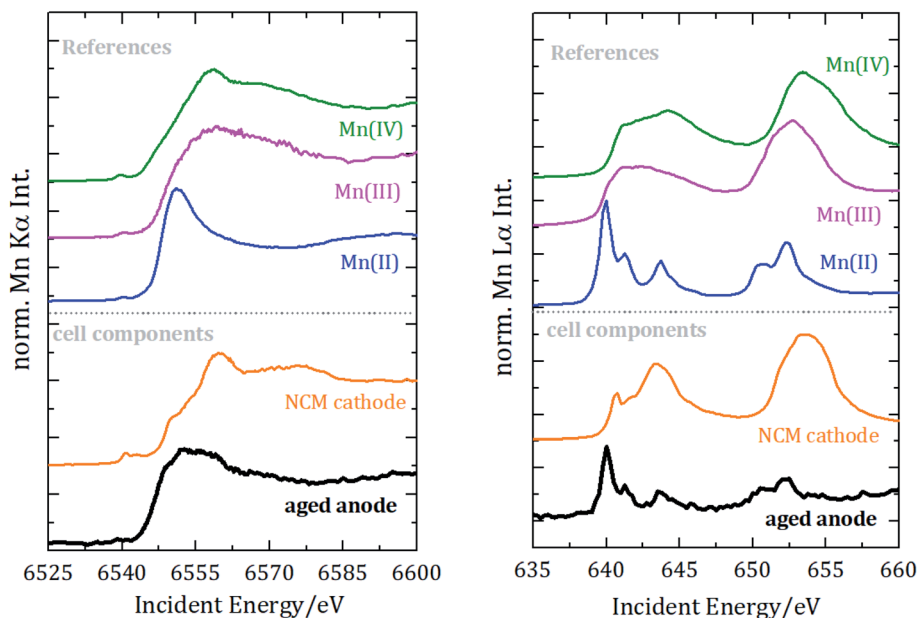 References
Mn(IV)
Mn(III)
Mn(II)
cell components
NCM cathode
aged anode
norm. Mn Kα Int.
6525 6540 6555 6570 6585 6600
Incident Energy/eV
References
Mn(IV)
Mn(III)
Mn(II)
cell components
NCM cathode
aged anode
norm. Mn Lα Int.
635 640 645 650 655 660
Incident Energy/eV